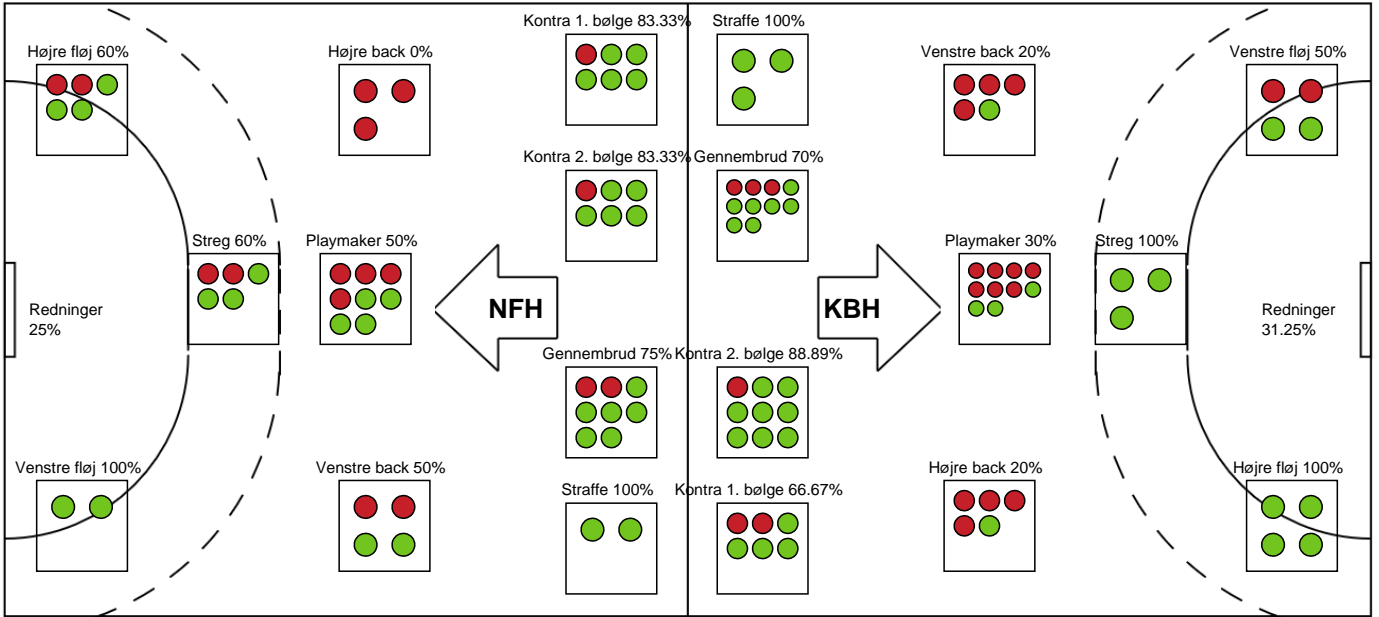 Kontra 1. bølge 83.33%
Straffe 100%
Højre fløj 60%
Højre back 0%
Venstre back 20%
Venstre fløj 50%
Kontra 2. bølge 83.33%
Gennembrud 70%
Streg 60%
Playmaker 50%
Playmaker 30%
Streg 100%
Redninger
25%
NFH
KBH
Redninger
31.25%
Gennembrud 75%
Kontra 2. bølge 88.89%
Venstre fløj 100%
Venstre back 50%
Straffe 100%
Kontra 1. bølge 66.67%
Højre back 20%
Højre fløj 100%